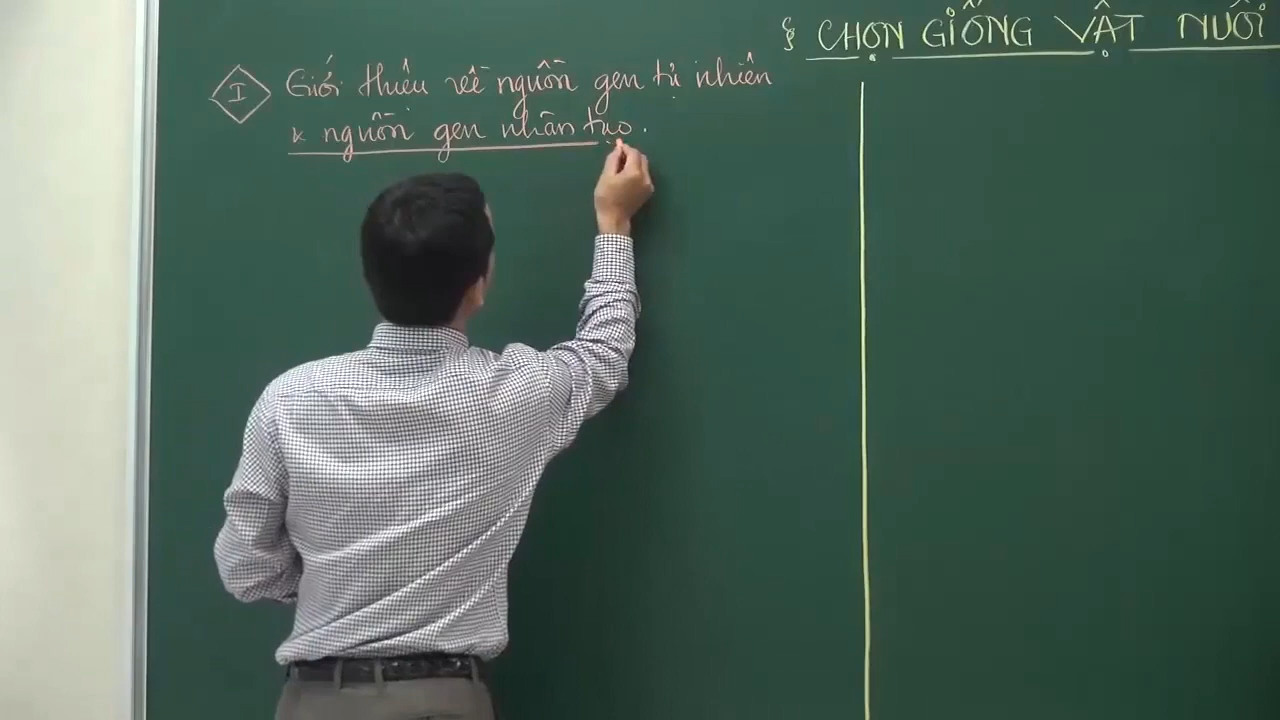 § CHỌN GIỐNG VẬT NUÔI
I Giới thiệu về nguồn gen tự nhiên
& nguồn gen nhân tạo.